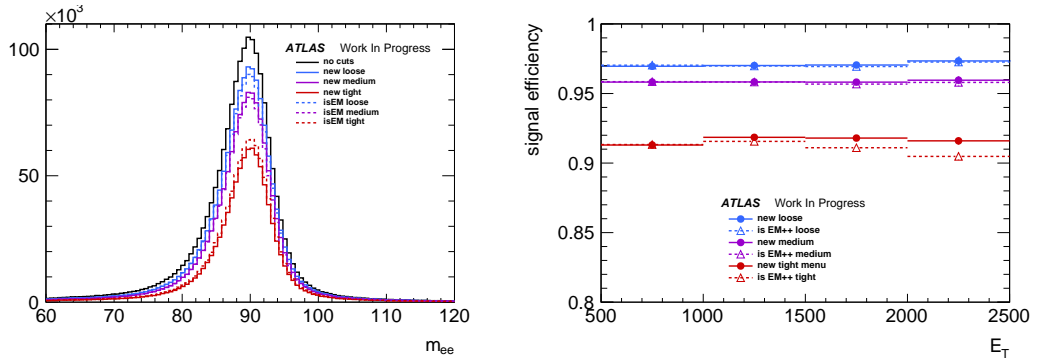 ×10³
100
50
0
60 70 80 90 100 110 120
m_ee
ATLAS Work In Progress
no cuts
new loose
new medium
new tight
isEM loose
isEM medium
isEM tight
signal efficiency
1
0.95
0.9
0.85
0.8
500 1000 1500 2000 2500
E_T
ATLAS Work In Progress
new loose
is EM++ loose
new medium
is EM++ medium
new tight menu
is EM++ tight